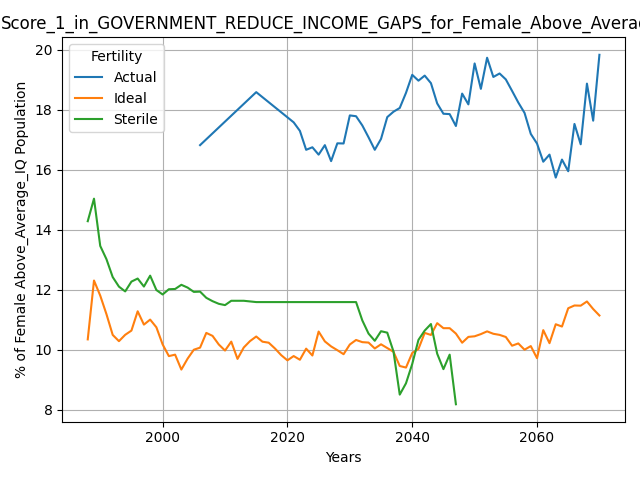 Score_1_in_GOVERNMENT_REDUCE_INCOME_GAPS_for_Female_Above_Avera
Fertility
Actual
Ideal
Sterile
% of Female Above_Average_IQ Population
20
18
16
14
12
10
8
2000 2020 2040 2060
Years